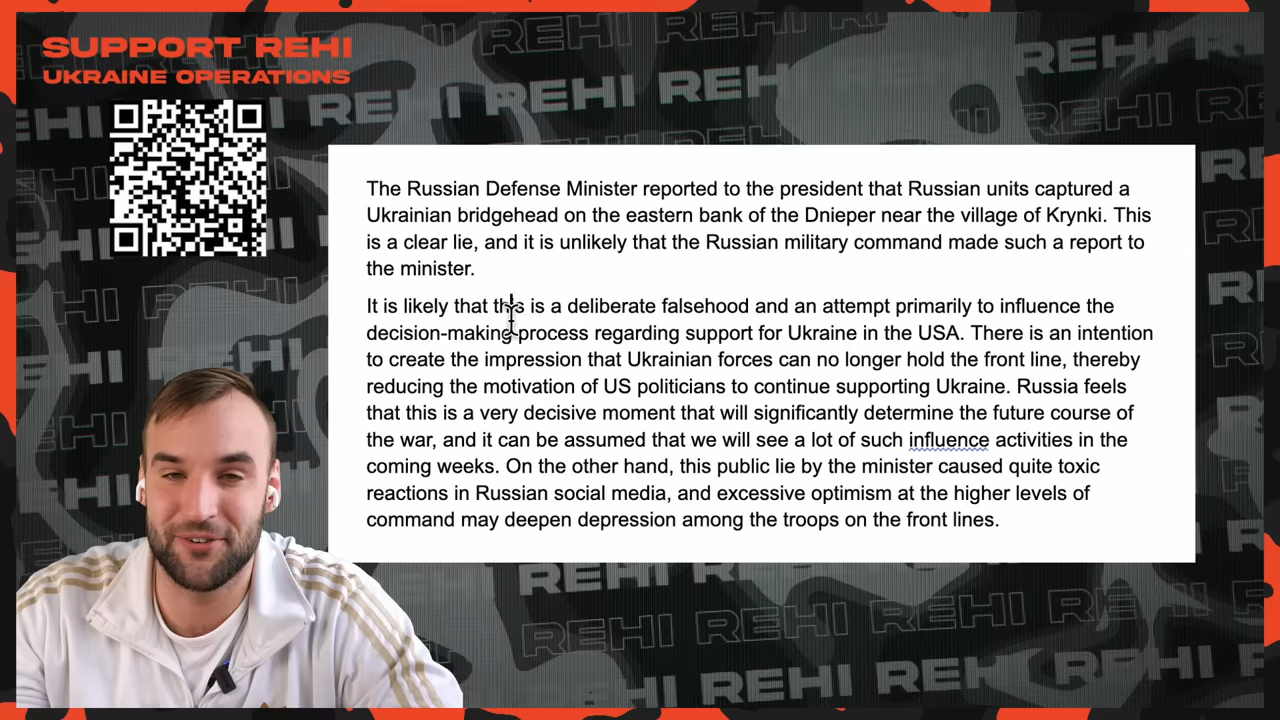 SUPPORT REHI
UKRAINE OPERATIONS
The Russian Defense Minister reported to the president that Russian units captured a
Ukrainian bridgehead on the eastern bank of the Dnieper near the village of Krynki. This
is a clear lie, and it is unlikely that the Russian military command made such a report to
the minister.
It is likely that this is a deliberate falsehood and an attempt primarily to influence the
decision-making process regarding support for Ukraine in the USA. There is an intention
to create the impression that Ukrainian forces can no longer hold the front line, thereby
reducing the motivation of US politicians to continue supporting Ukraine. Russia feels
that this is a very decisive moment that will significantly determine the future course of
the war, and it can be assumed that we will see a lot of such influence activities in the
coming weeks. On the other hand, this public lie by the minister caused quite toxic
reactions in Russian social media, and excessive optimism at the higher levels of
command may deepen depression among the troops on the front lines.